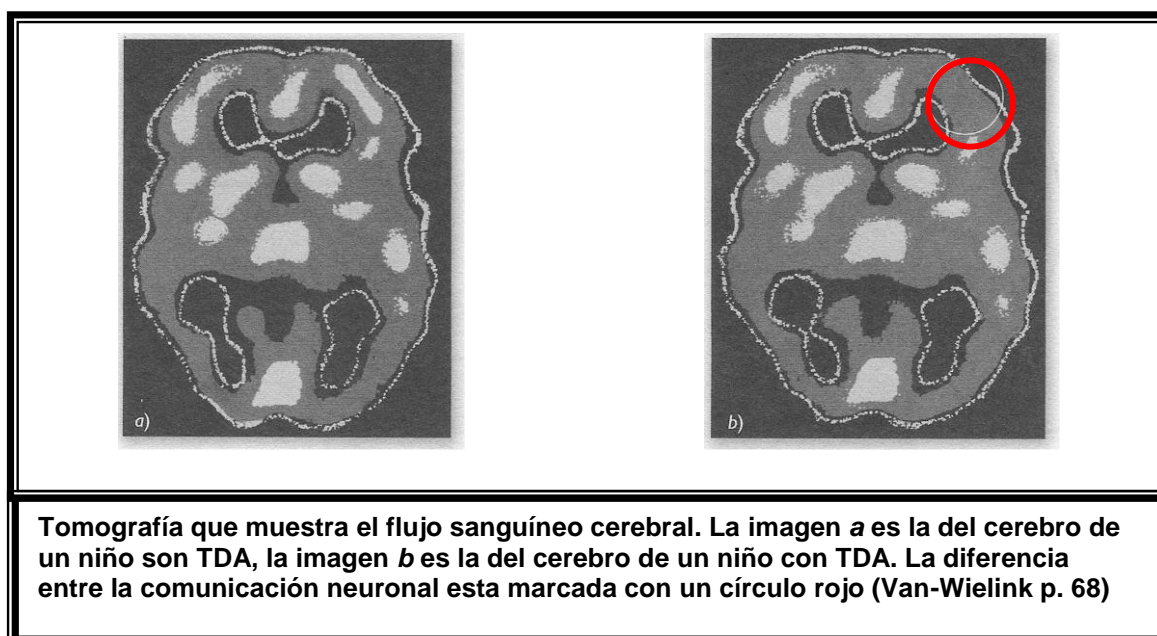 a)
b)
Tomografía que muestra el flujo sanguíneo cerebral. La imagen a es la del cerebro de
un niño son TDA, la imagen b es la del cerebro de un niño con TDA. La diferencia
entre la comunicación neuronal esta marcada con un círculo rojo (Van-Wielink p. 68)